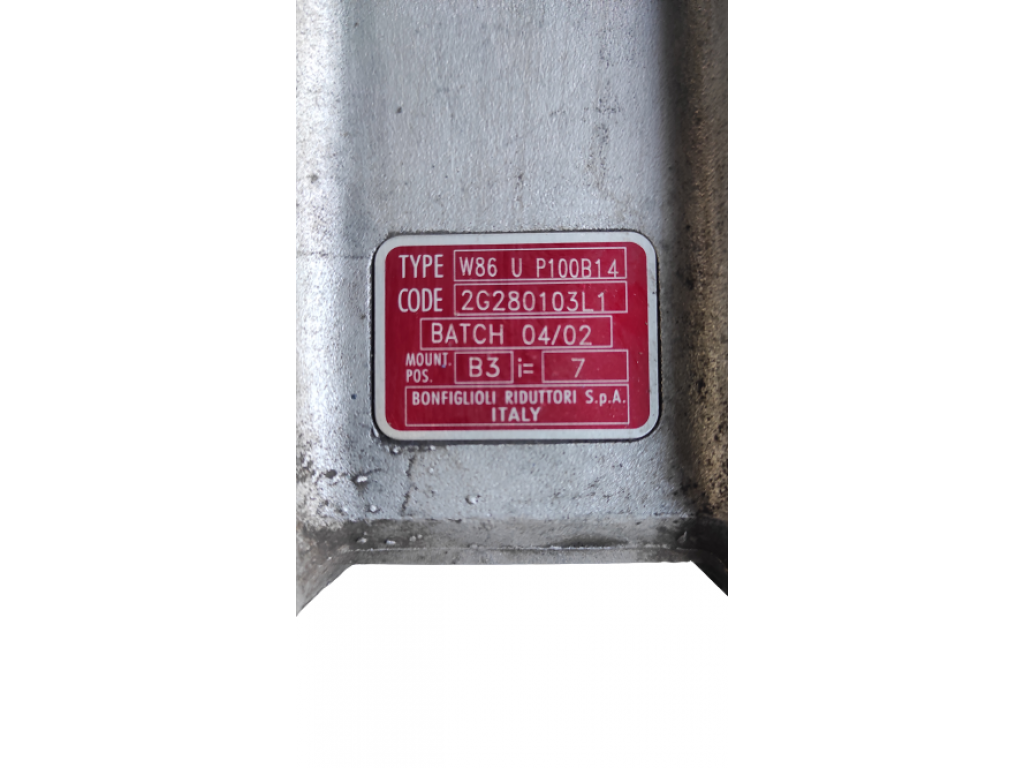 TYPE W86 U P100B14
CODE 2G280103L1
BATCH 04/02
MOUNT. POS. B3 i= 7
BONFIGLIOLI RIDUTTORI S.p.A.
ITALY